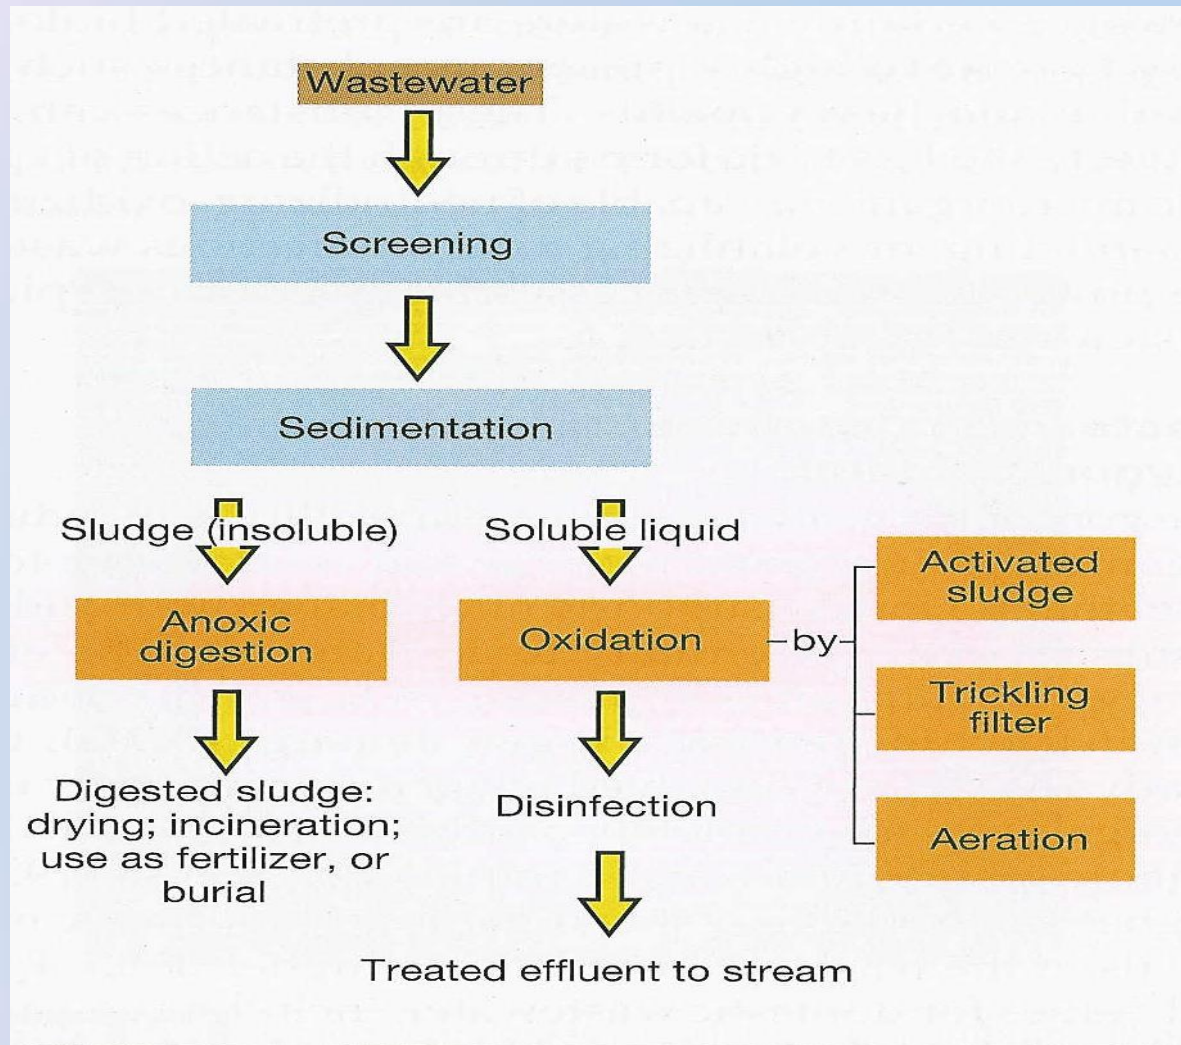 Wastewater
Screening
Sedimentation
Sludge (insoluble)
Soluble liquid
Anoxic
digestion
Oxidation
by
Activated
sludge
Trickling
filter
Aeration
Digested sludge:
drying; incineration;
use as fertilizer, or
burial
Disinfection
Treated effluent to stream